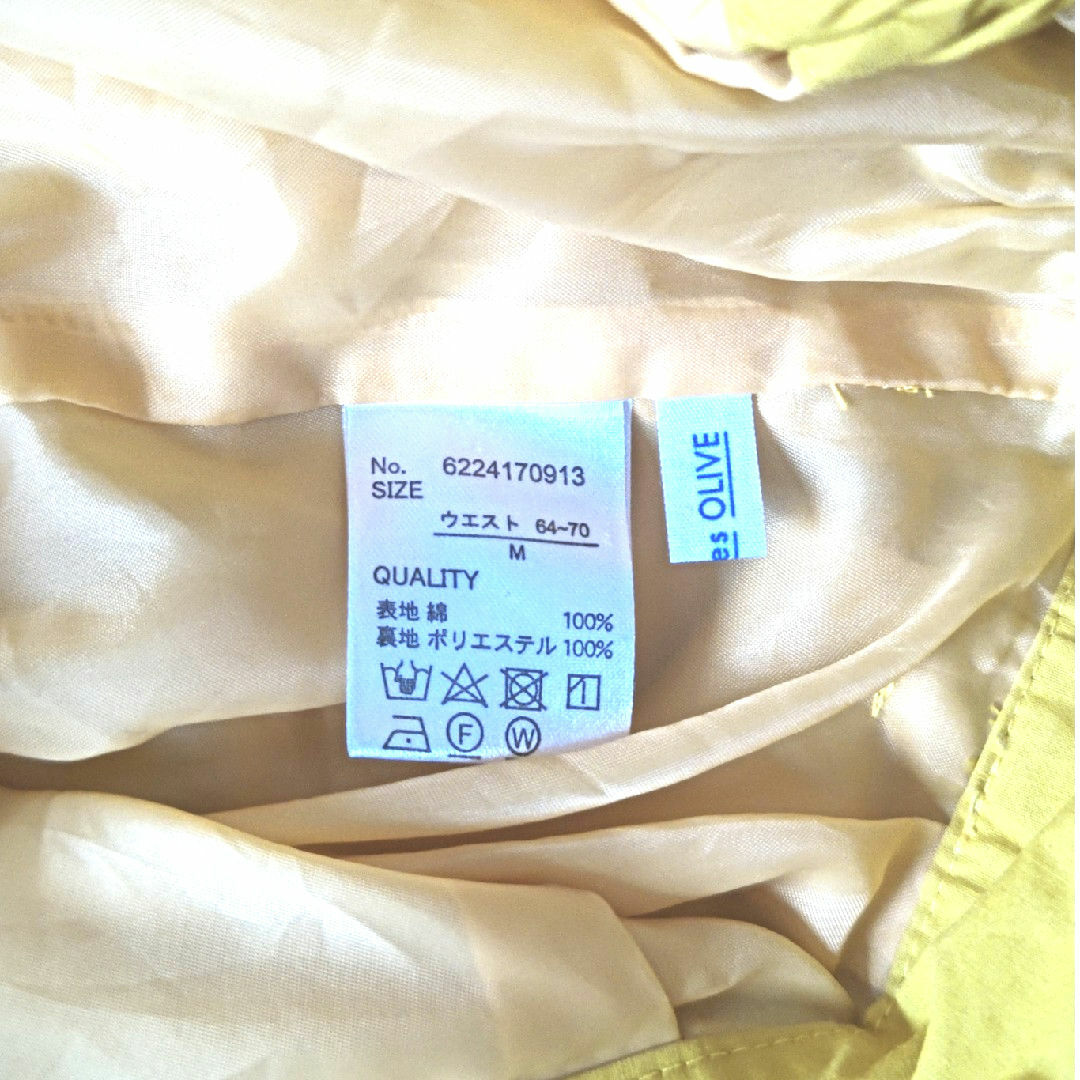 No. 6224170913
SIZE
ウエスト 64~70
M
QUALITY
表地 綿 100%
裏地 ポリエステル 100%
F W
es OLIVE